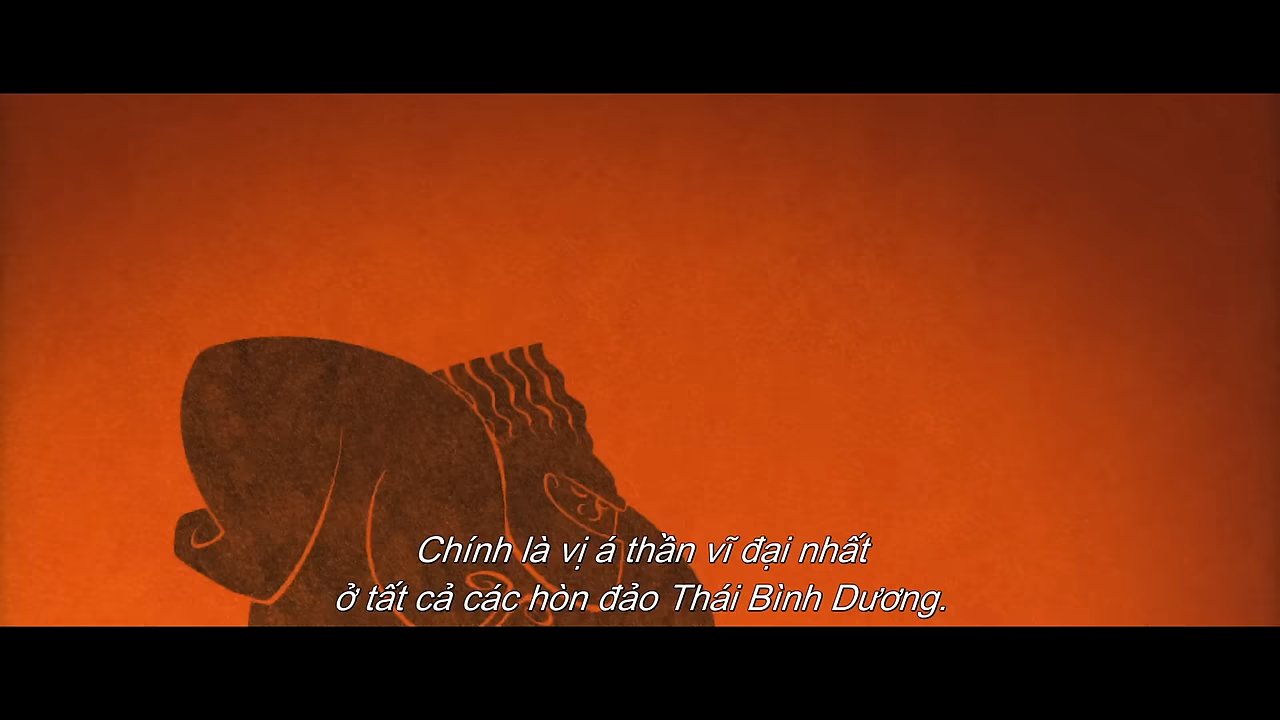 Chính là vị á thần vĩ đại nhất
ở tất cả các hòn đảo Thái Bình Dương.